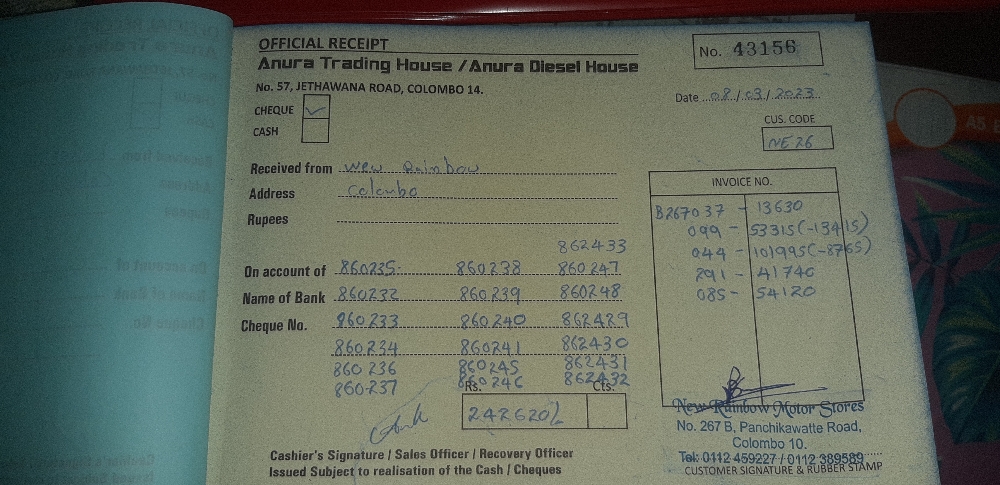 OFFICIAL RECEIPT
No. 43156
Anura Trading House / Anura Diesel House
No. 57, JETHAWANA ROAD, COLOMBO 14.
Date 08/03/2023
CHEQUE ✓
CASH
CUS. CODE
NE 26
Received from New Rainbow
Address Colombo
Rupees
INVOICE NO.
B267037 - 13630
099 - 53315 (-13415)
044 - 101995 (-8765)
291 - 41740
085 - 54120
862433
On account of 860235 860238 860247
Name of Bank 860232 860239 860248
Cheque No. 860233 860240 862429
860234 860241 862430
860236 860245 862431
860237 860246 862432
Rs. Cts.
242620/-
New Rainbow Motor Stores
No. 267 B, Panchikawatte Road,
Colombo 10.
Tel: 0112 459227 / 0112 389589
Cashier's Signature / Sales Officer / Recovery Officer
Issued Subject to realisation of the Cash / Cheques
CUSTOMER SIGNATURE & RUBBER STAMP